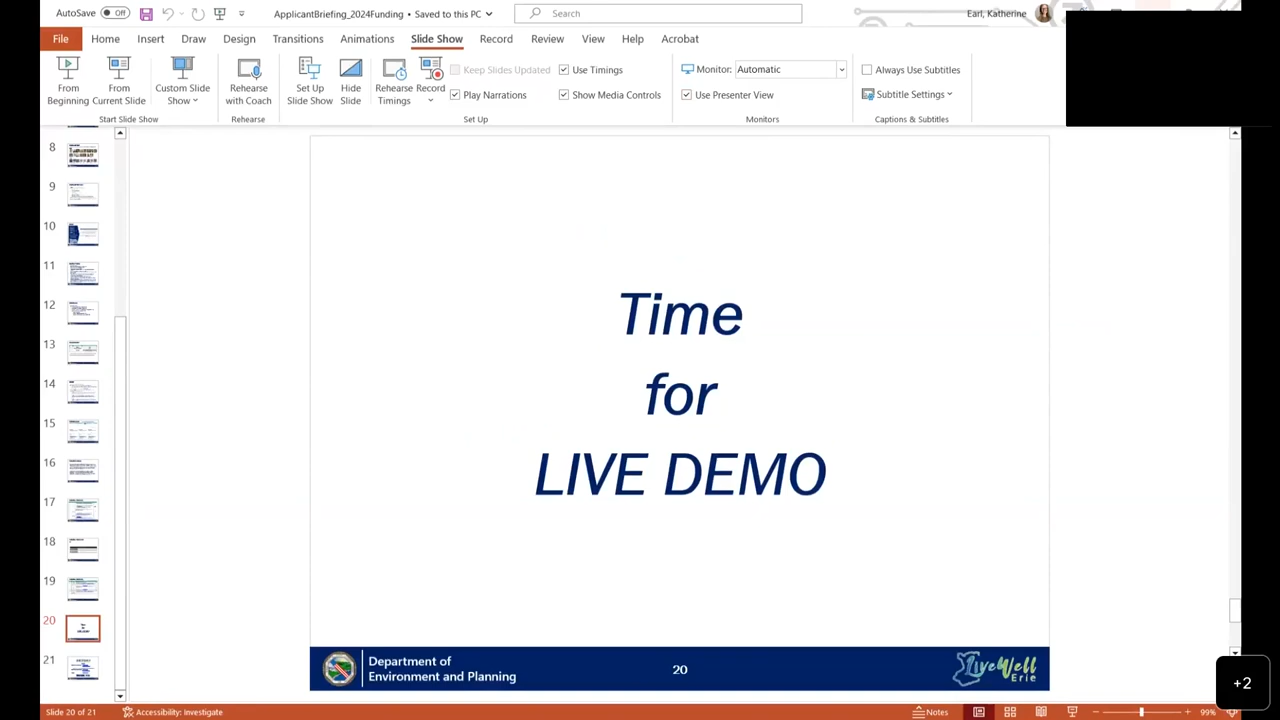 AutoSave Off ApplicantBriefing_2024Funding • Saved to this PC Search Earl, Katherine
File Home Insert Draw Design Transitions Animations Slide Show Record Review View Help Acrobat
From Beginning
From Current Slide
Custom Slide Show
Start Slide Show
Rehearse with Coach
Rehearse
Set Up Slide Show
Hide Slide
Rehearse Timings
Record
Keep Slides Updated
Play Narrations
Use Timings
Show Media Controls
Set Up
Monitor: Automatic
Use Presenter View
Monitors
Always Use Subtitles
Subtitle Settings
Captions & Subtitles
8
9
10
11
12
13
14
15
16
17
18
19
20
21
Time
for
LIVE DEMO
Department of
Environment and Planning
20
LiveWell
Erie
+2
Slide 20 of 21 Accessibility: Investigate Notes 99%